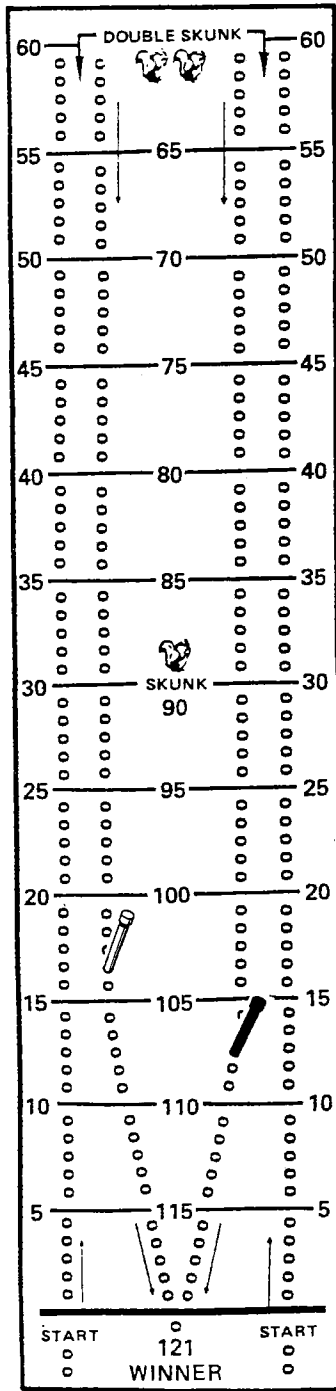 60 DOUBLE SKUNK 60
55 65 55
50 70 50
45 75 45
40 80 40
35 85 35
30 SKUNK 30
90
25 95 25
20 100 20
15 105 15
10 110 10
5 115 5
START START
121
WINNER